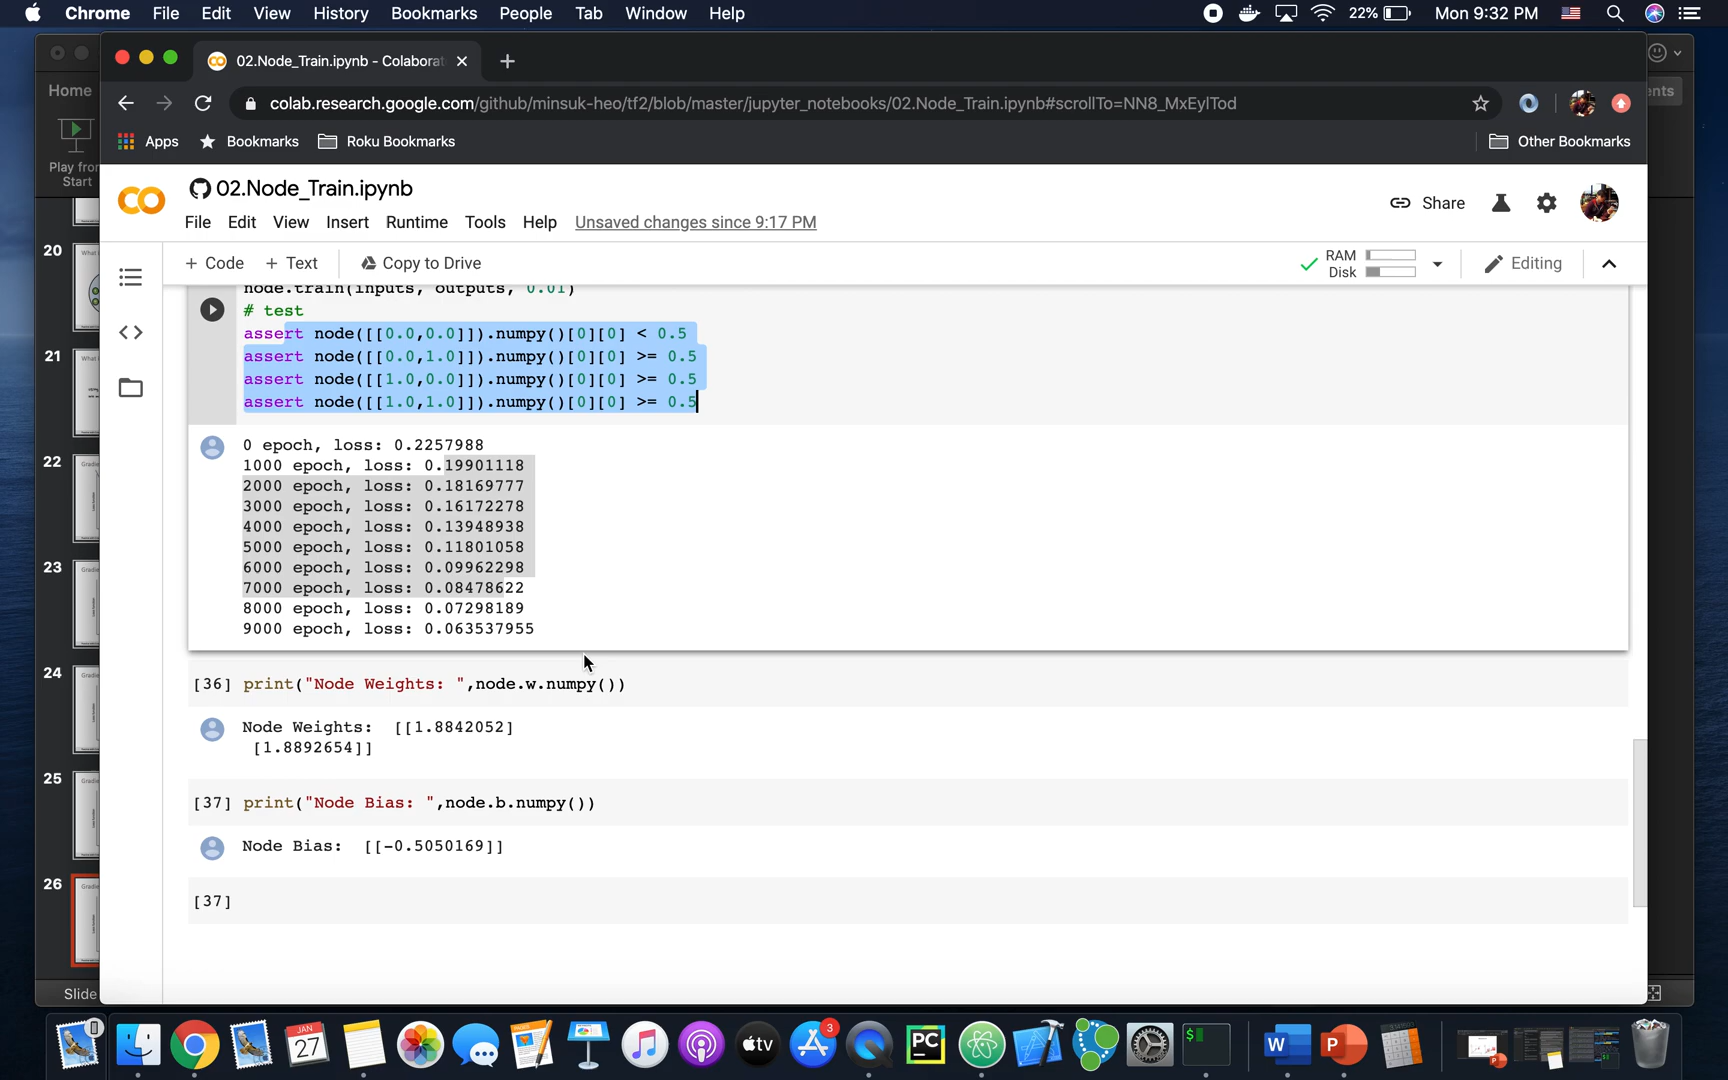 Chrome File Edit View History Bookmarks People Tab Window Help 22% Mon 9:32 PM
02.Node_Train.ipynb - Colabora
colab.research.google.com/github/minsuk-heo/tf2/blob/master/jupyter_notebooks/02.Node_Train.ipynb#scrollTo=NN8_MxEylTod
Apps Bookmarks Roku Bookmarks Other Bookmarks
Home
Play from
Start
02.Node_Train.ipynb
File Edit View Insert Runtime Tools Help Unsaved changes since 9:17 PM
Share
+ Code + Text Copy to Drive
RAM
Disk
Editing
node.train(inputs, outputs, 0.01)
# test
assert node([[0.0,0.0]]).numpy()[0][0] < 0.5
assert node([[0.0,1.0]]).numpy()[0][0] >= 0.5
assert node([[1.0,0.0]]).numpy()[0][0] >= 0.5
assert node([[1.0,1.0]]).numpy()[0][0] >= 0.5
0 epoch, loss: 0.2257988
1000 epoch, loss: 0.19901118
2000 epoch, loss: 0.18169777
3000 epoch, loss: 0.16172278
4000 epoch, loss: 0.13948938
5000 epoch, loss: 0.11801058
6000 epoch, loss: 0.09962298
7000 epoch, loss: 0.08478622
8000 epoch, loss: 0.07298189
9000 epoch, loss: 0.063537955
[36] print("Node Weights: ",node.w.numpy())
Node Weights: [[1.8842052]
[1.8892654]]
[37] print("Node Bias: ",node.b.numpy())
Node Bias: [[-0.5050169]]
[37]
20
21
22
23
24
25
26
Slide
JAN
27
tv
3
PC
$
W
P